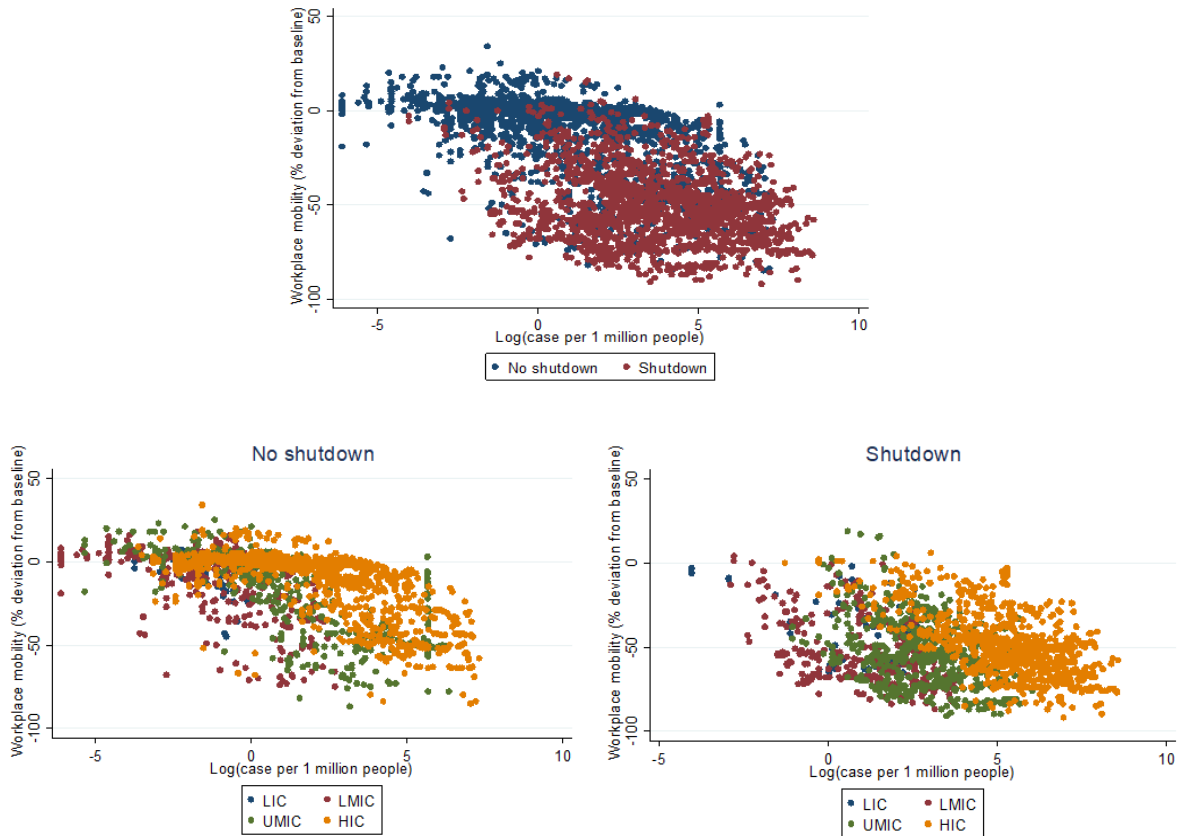 Workplace mobility (% deviation from baseline)
50
0
-50
-100
-5 0 5 10
Log(case per 1 million people)
No shutdown Shutdown
No shutdown
Workplace mobility (% deviation from baseline)
50
0
-50
-100
-5 0 5 10
Log(case per 1 million people)
LIC LMIC
UMIC HIC
Shutdown
Workplace mobility (% deviation from baseline)
50
0
-50
-100
-5 0 5 10
Log(case per 1 million people)
LIC LMIC
UMIC HIC